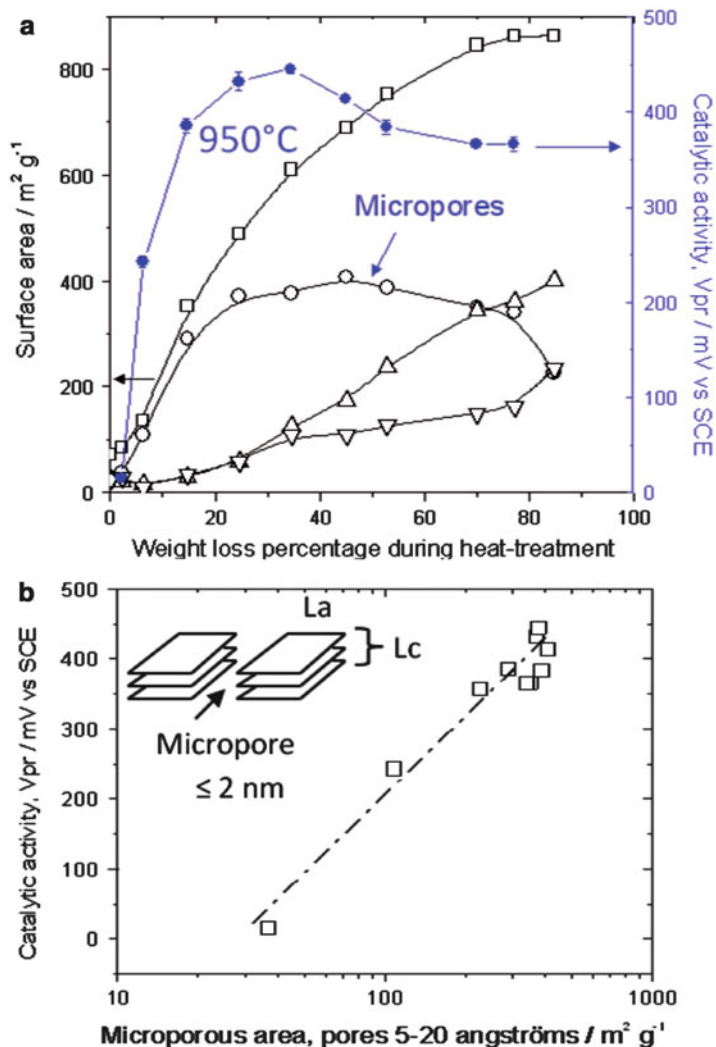 a
500
800
400
950°C
Catalytic activity, Vpr / mV vs SCE
Surface area / m² g⁻¹
600
300
Micropores
400
200
200
100
0
0
0
20
40
60
80
100
Weight loss percentage during heat-treatment
b
500
La
400
Lc
Catalytic activity, Vpr / mV vs SCE
300
Micropore
≤ 2 nm
200
100
0
10
100
1000
Microporous area, pores 5-20 angströms / m² g⁻¹